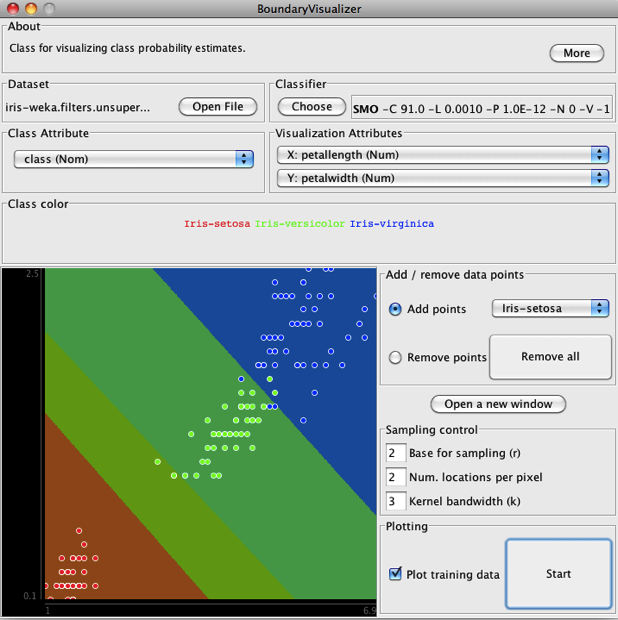 BoundaryVisualizer
About
Class for visualizing class probability estimates.
More
Dataset
iris-weka.filters.unsuper...
Open File
Classifier
Choose
SMO -C 91.0 -L 0.0010 -P 1.0E-12 -N 0 -V -1
Class Attribute
class (Nom)
Visualization Attributes
X: petallength (Num)
Y: petalwidth (Num)
Class color
Iris-setosa Iris-versicolor Iris-virginica
2.5
0.1
1
6.9
Add / remove data points
Add points
Iris-setosa
Remove points
Remove all
Open a new window
Sampling control
2 Base for sampling (r)
2 Num. locations per pixel
3 Kernel bandwidth (k)
Plotting
Plot training data
Start